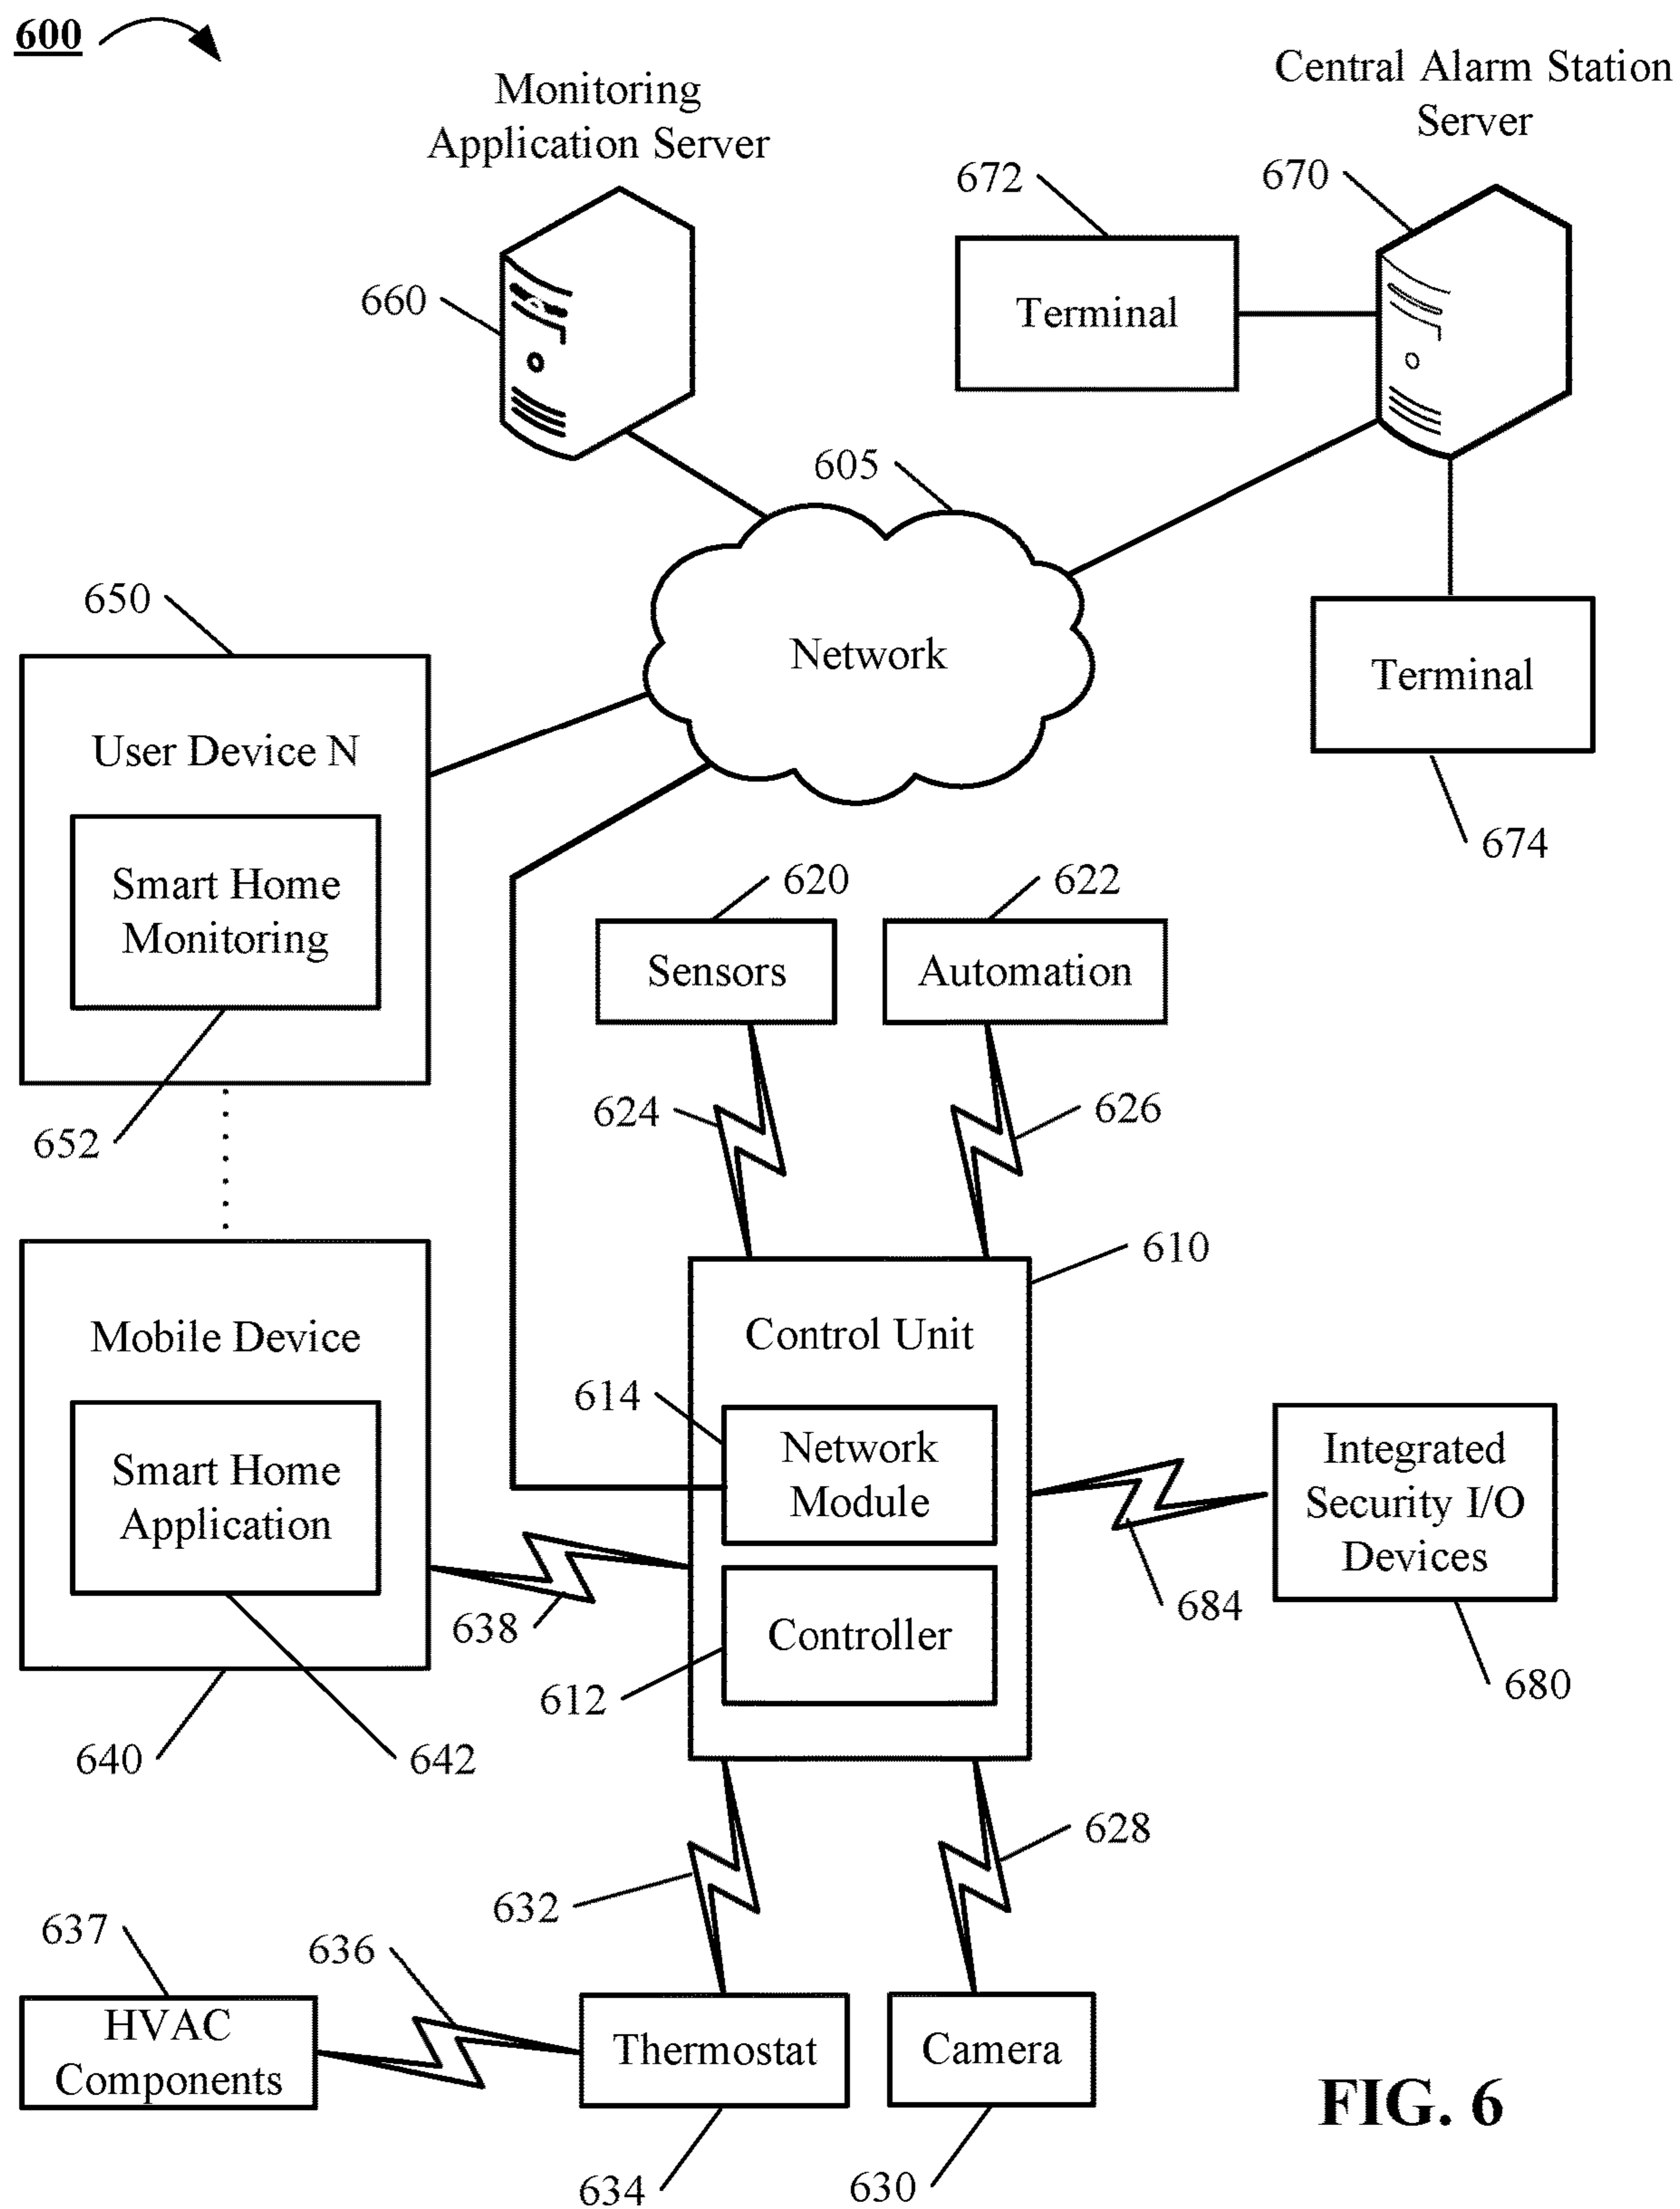 600
Monitoring
Application Server
Central Alarm Station
Server
672
670
660
Terminal
605
650
Network
Terminal
User Device N
674
Smart Home
Monitoring
620
622
Sensors
Automation
624
626
652
610
Mobile Device
Control Unit
614
Smart Home
Application
Network
Module
Integrated
Security I/O
Devices
638
684
Controller
612
680
640
642
628
632
637
636
HVAC
Components
Thermostat
Camera
634
630
FIG. 6